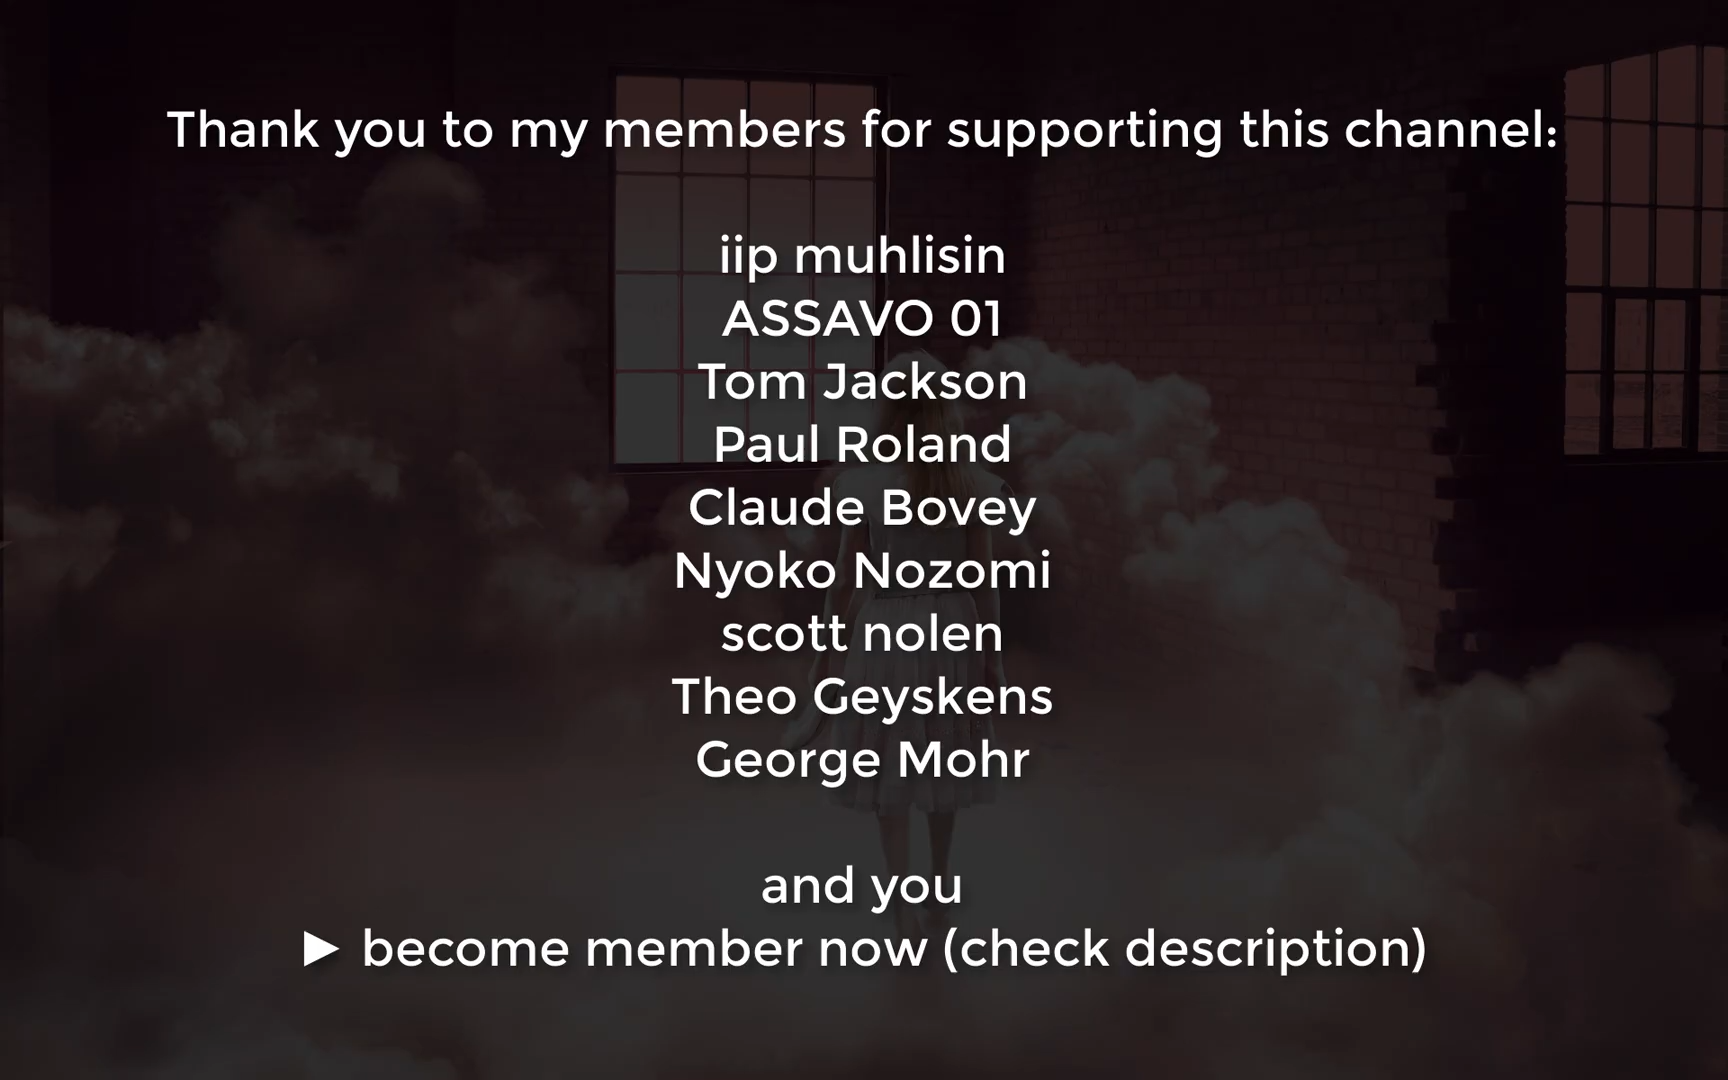 Thank you to my members for supporting this channel:
iip muhlisin
ASSAVO 01
Tom Jackson
Paul Roland
Claude Bovey
Nyoko Nozomi
scott nolen
Theo Geyskens
George Mohr
and you
► become member now (check description)